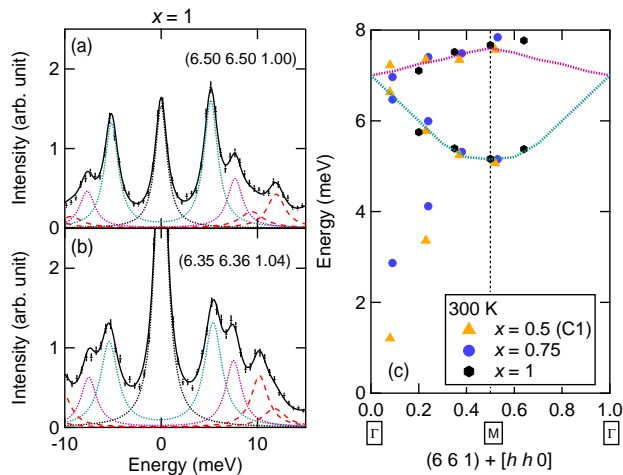 x = 1
(a)
(6.50 6.50 1.00)
Intensity (arb. unit)
2
1
0
(b)
(6.35 6.36 1.04)
Intensity (arb. unit)
2
1
0
-10
0
10
Energy (meV)
8
6
4
2
0
Energy (meV)
300 K
x = 0.5 (C1)
x = 0.75
x = 1
(c)
0.0
0.2
0.4
0.6
0.8
1.0
Γ
M
Γ
(6 6 1) + [h h 0]